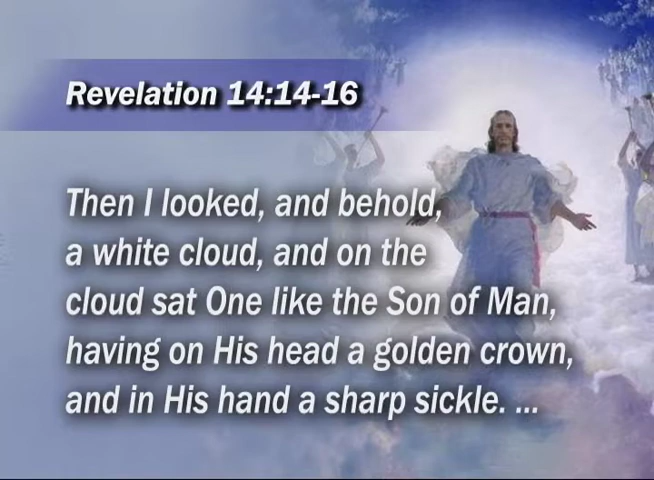 Revelation 14:14-16
Then I looked, and behold,
a white cloud, and on the
cloud sat One like the Son of Man,
having on His head a golden crown,
and in His hand a sharp sickle. ...